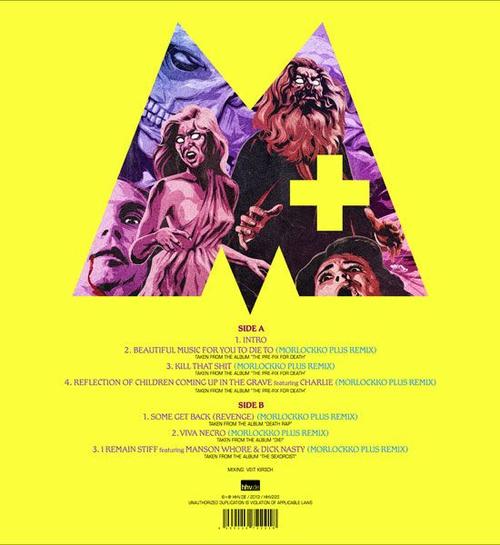 SIDE A
1. INTRO
2. BEAUTIFUL MUSIC FOR YOU TO DIE TO (MORLOCKKO PLUS REMIX)
TAKEN FROM THE ALBUM "THE PRE-FIX FOR DEATH"
3. KILL THAT SHIT (MORLOCKKO PLUS REMIX)
TAKEN FROM THE ALBUM "THE PRE-FIX FOR DEATH"
4. REFLECTION OF CHILDREN COMING UP IN THE GRAVE featuring CHARLIE (MORLOCKKO PLUS REMIX)
TAKEN FROM THE ALBUM "THE PRE-FIX FOR DEATH"
SIDE B
1. SOME GET BACK (REVENGE) (MORLOCKKO PLUS REMIX)
TAKEN FROM THE ALBUM "DEATH RAP"
2. VIVA NECRO (MORLOCKKO PLUS REMIX)
TAKEN FROM THE ALBUM "DIE!"
3. I REMAIN STIFF featuring MANSON WHORE & DICK NASTY (MORLOCKKO PLUS REMIX)
TAKEN FROM THE ALBUM "THE SEXORCIST"
MIXING: VEIT KIRSCH
hhv.de
UNAUTHORIZED DUPLICATION IS VIOLATION OF APPLICABLE LAWS